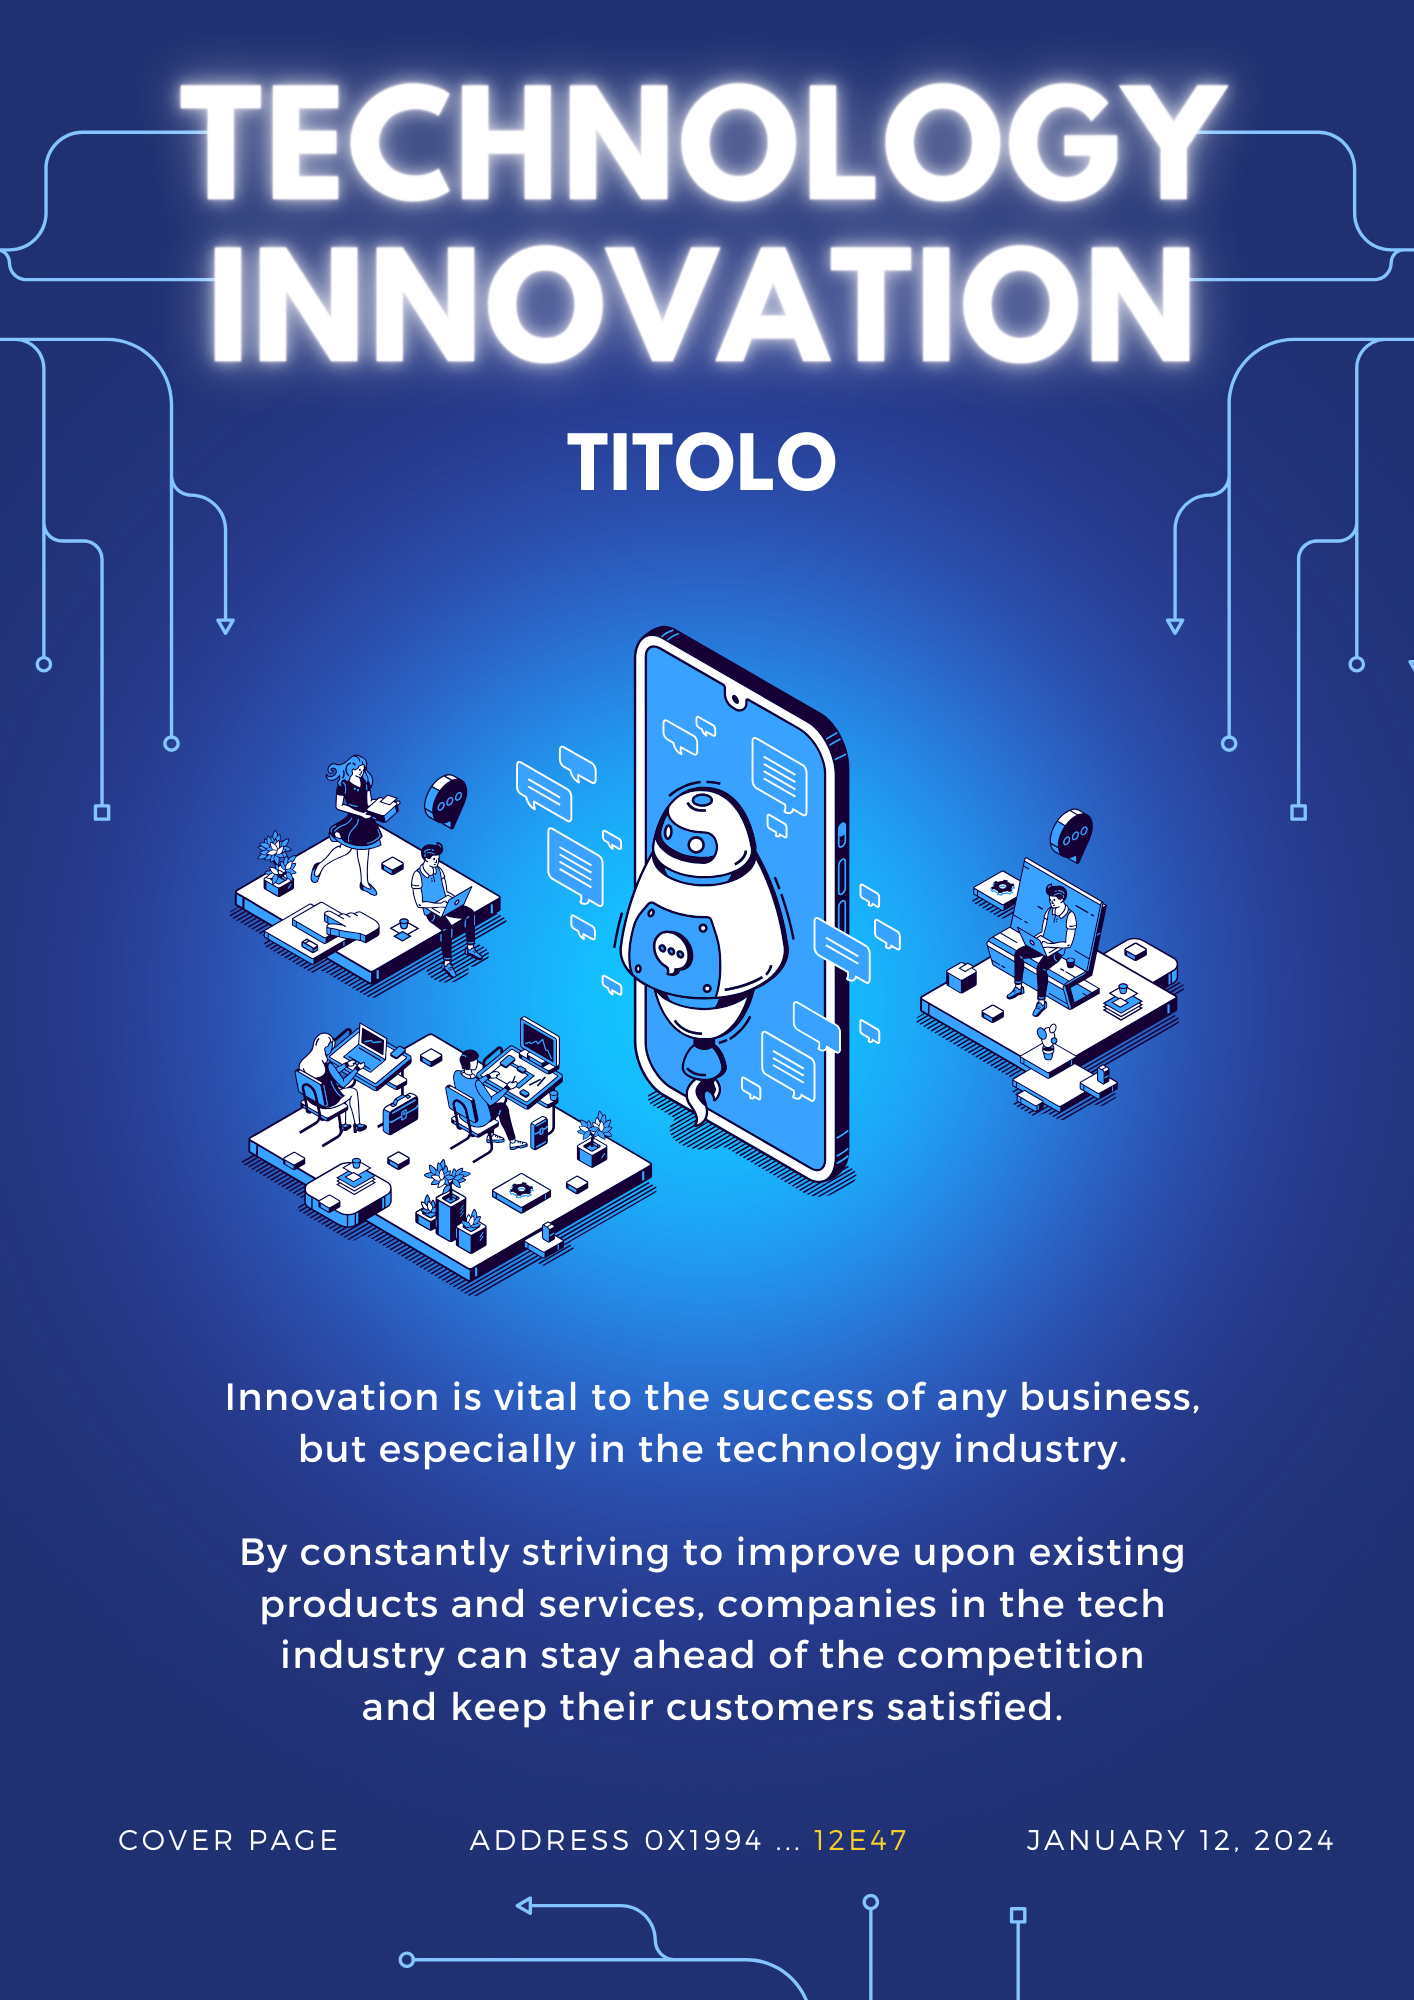 TECHNOLOGY
INNOVATION
TITOLO
Innovation is vital to the success of any business,
but especially in the technology industry.
By constantly striving to improve upon existing
products and services, companies in the tech
industry can stay ahead of the competition
and keep their customers satisfied.
COVER PAGE
ADDRESS 0X1994 ... 12E47
JANUARY 12, 2024